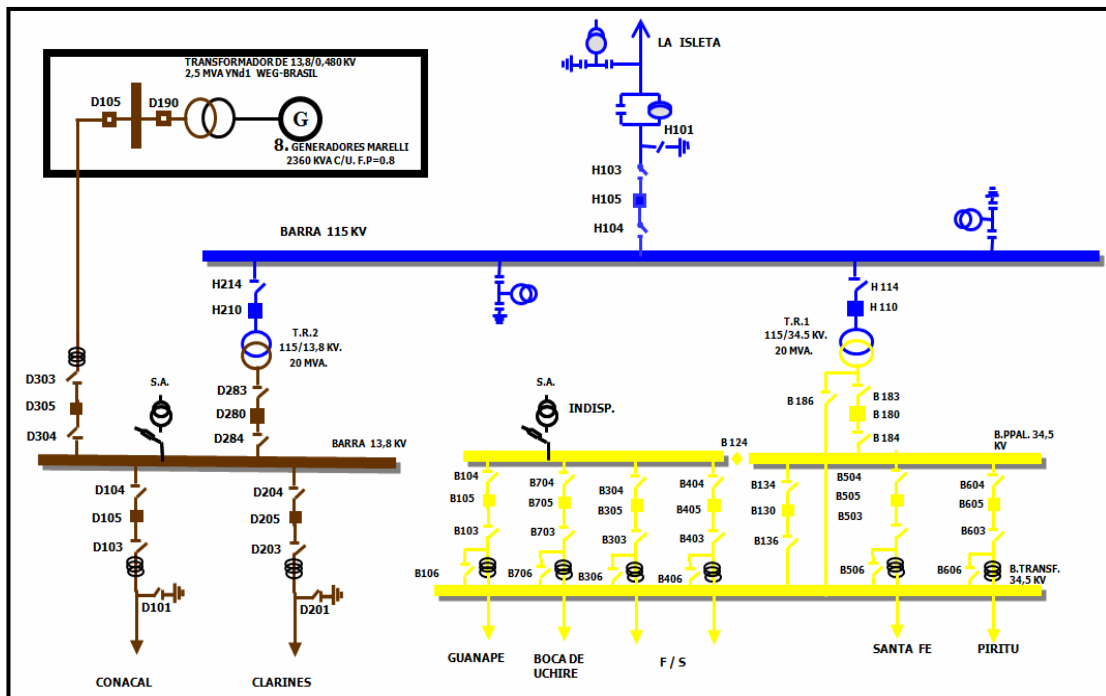 TRANSFORMADOR DE 13,8/0,480 KV
2,5 MVA YNd1 WEG-BRASIL
D105
D190
G
8. GENERADORES MARELLI
2360 KVA C/U. F.P=0.8
LA ISLETA
H101
H103
H105
H104
BARRA 115 KV
H214
H210
T.R.2
115/13,8 KV.
20 MVA.
H 114
H 110
T.R.1
115/34.5 KV.
20 MVA.
D303
D305
D304
S.A.
D283
D280
D284
BARRA 13,8 KV
S.A.
INDISP.
B 186
B 183
B 180
B 184
B 124
B.PPAL. 34,5
KV
D104
D105
D103
D101
D204
D205
D203
D201
B104
B105
B103
B106
B704
B705
B703
B706
B304
B305
B303
B306
B404
B405
B403
B406
B134
B130
B136
B504
B505
B503
B506
B604
B605
B603
B606
B.TRANSF.
34,5 KV
CONACAL
CLARINES
GUANAPE
BOCA DE
UCHIRE
F / S
SANTA FE
PIRITU